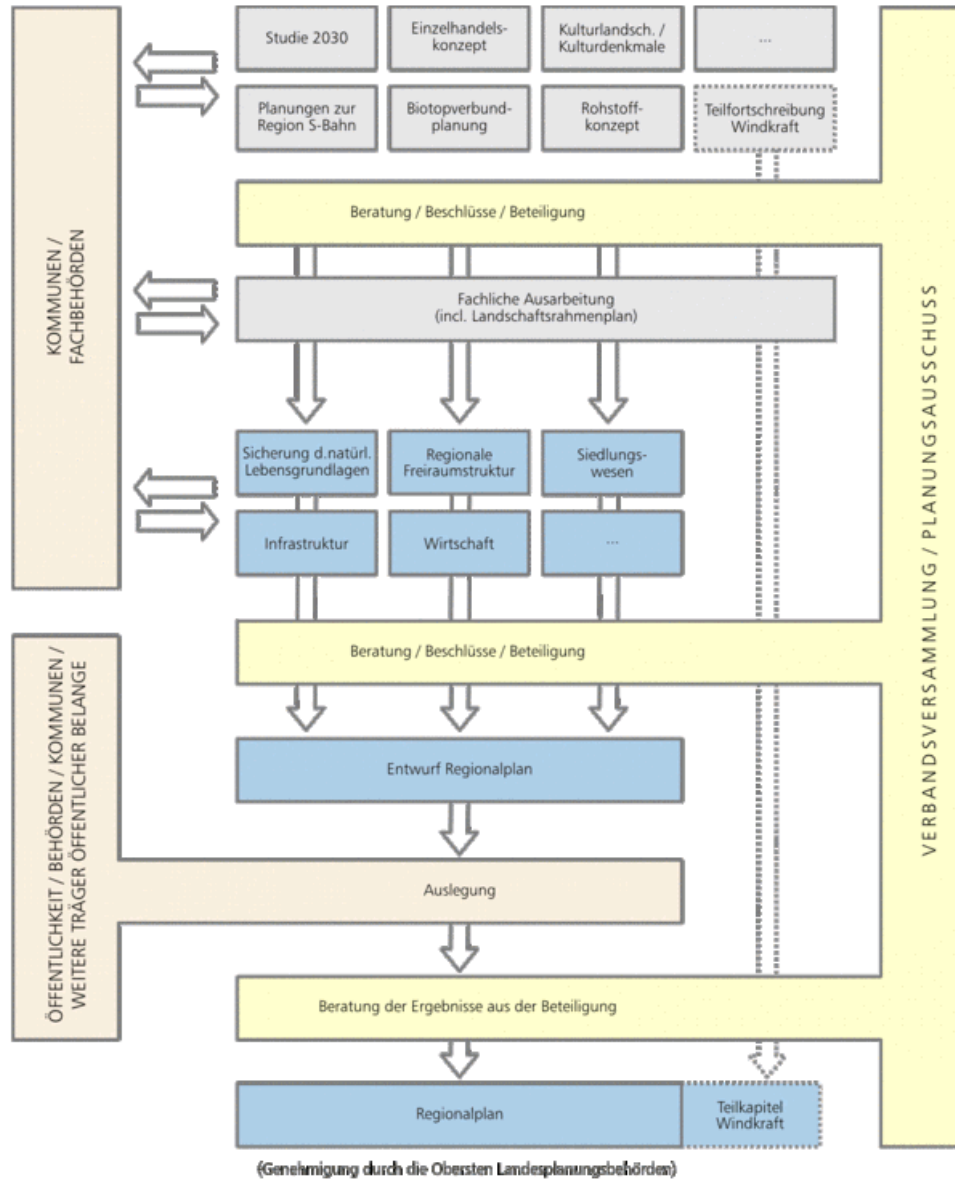 Studie 2030
Einzelhandels-
konzept
Kulturlandsch. /
Kulturdenkmale
...
Planungen zur
Region S-Bahn
Biotopverbund-
planung
Rohstoff-
konzept
Teilfortschreibung
Windkraft
Beratung / Beschlüsse / Beteiligung
KOMMUNEN /
FACHBEHÖRDEN
Fachliche Ausarbeitung
(incl. Landschaftsrahmenplan)
VERBANDSVERSAMMLUNG / PLANUNGSAUSSCHUSS
Sicherung d.natürl.
Lebensgrundlagen
Regionale
Freiraumstruktur
Siedlungs-
wesen
Infrastruktur
Wirtschaft
...
Beratung / Beschlüsse / Beteiligung
ÖFFENTLICHKEIT / BEHÖRDEN / KOMMUNEN /
WEITERE TRÄGER ÖFFENTLICHER BELANGE
Entwurf Regionalplan
Auslegung
Beratung der Ergebnisse aus der Beteiligung
Regionalplan
Teilkapitel
Windkraft
(Genehmigung durch die Obersten Landesplanungsbehörden)